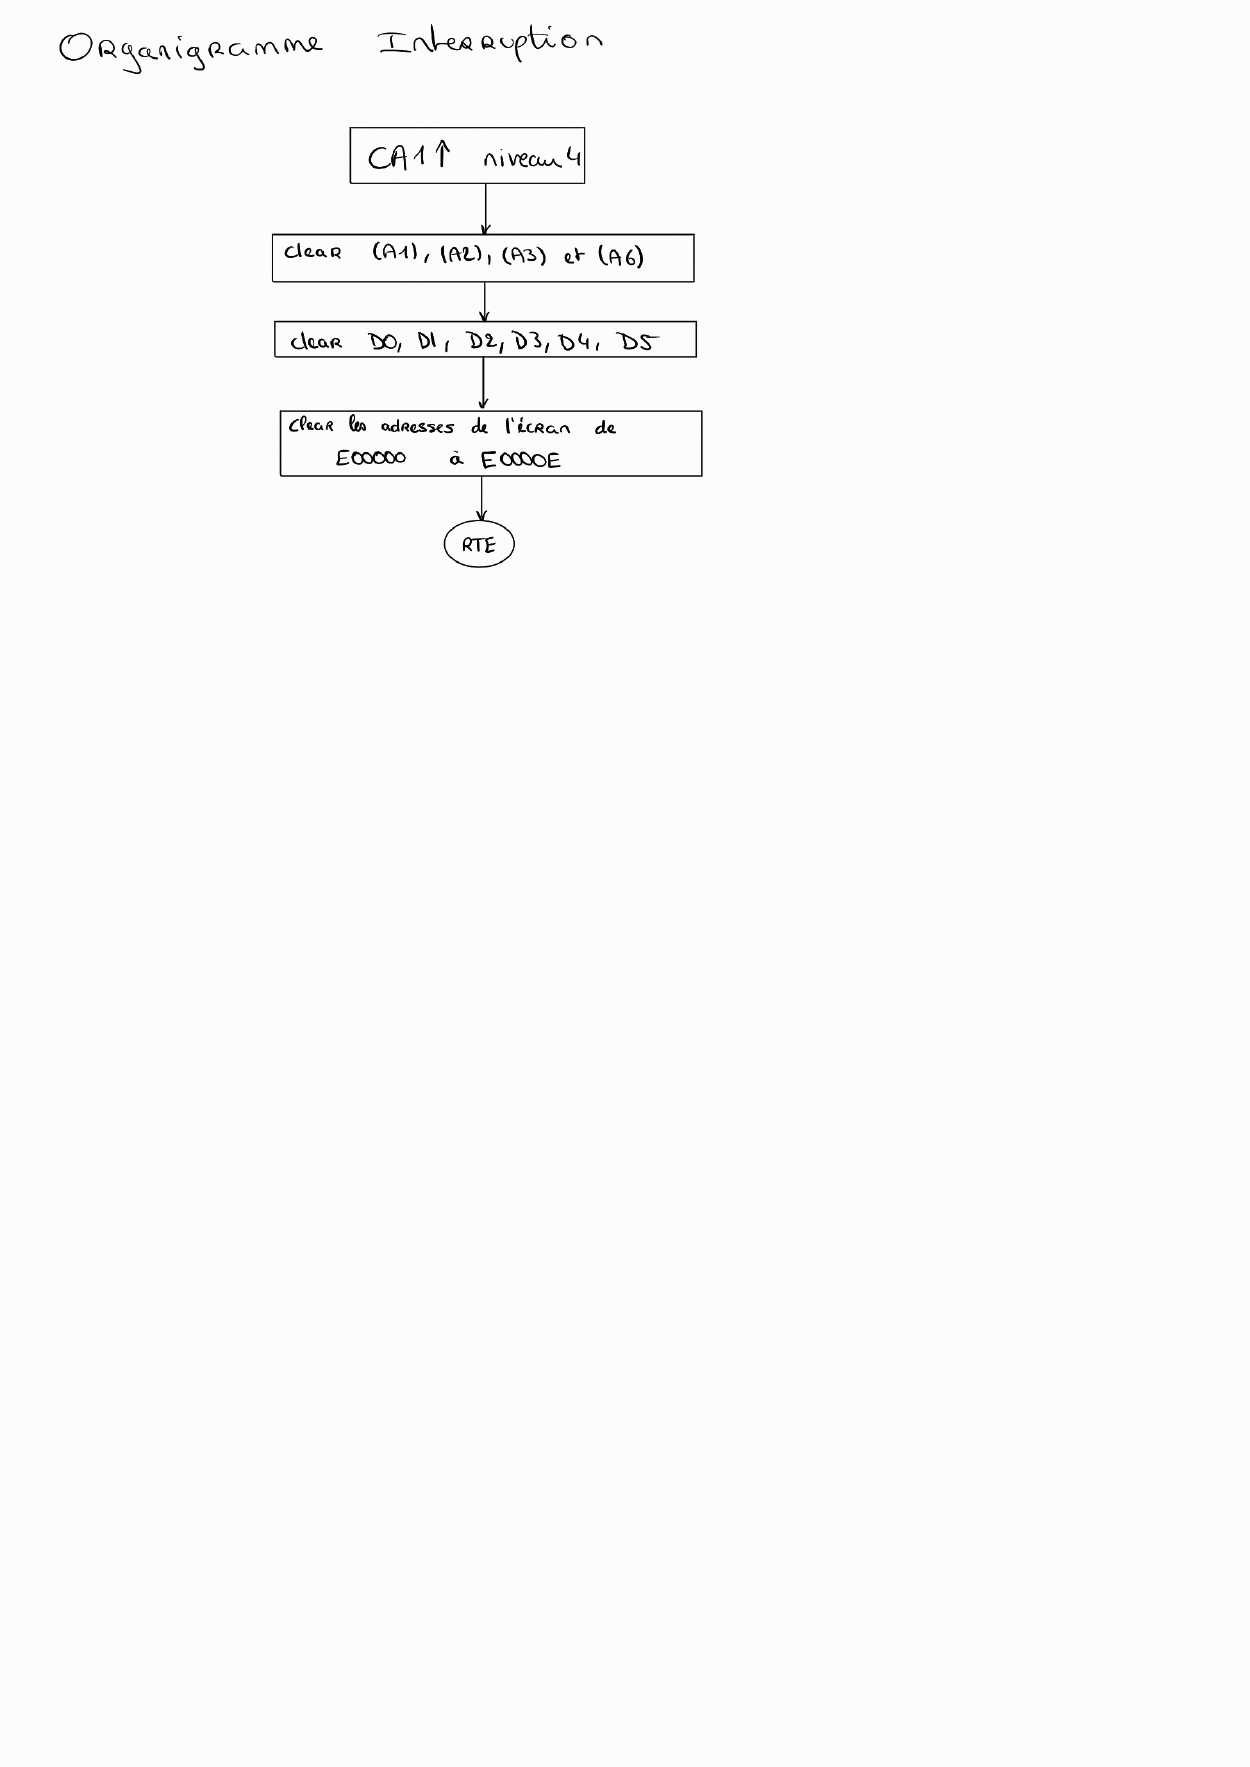 Organigramme Interruption
CA1↑ niveau 4
clear (A1), (A2), (A3) et (A6)
clear D0, D1, D2, D3, D4, D5
Clear les adresses de l'écran de
E00000 à E0000E
RTE